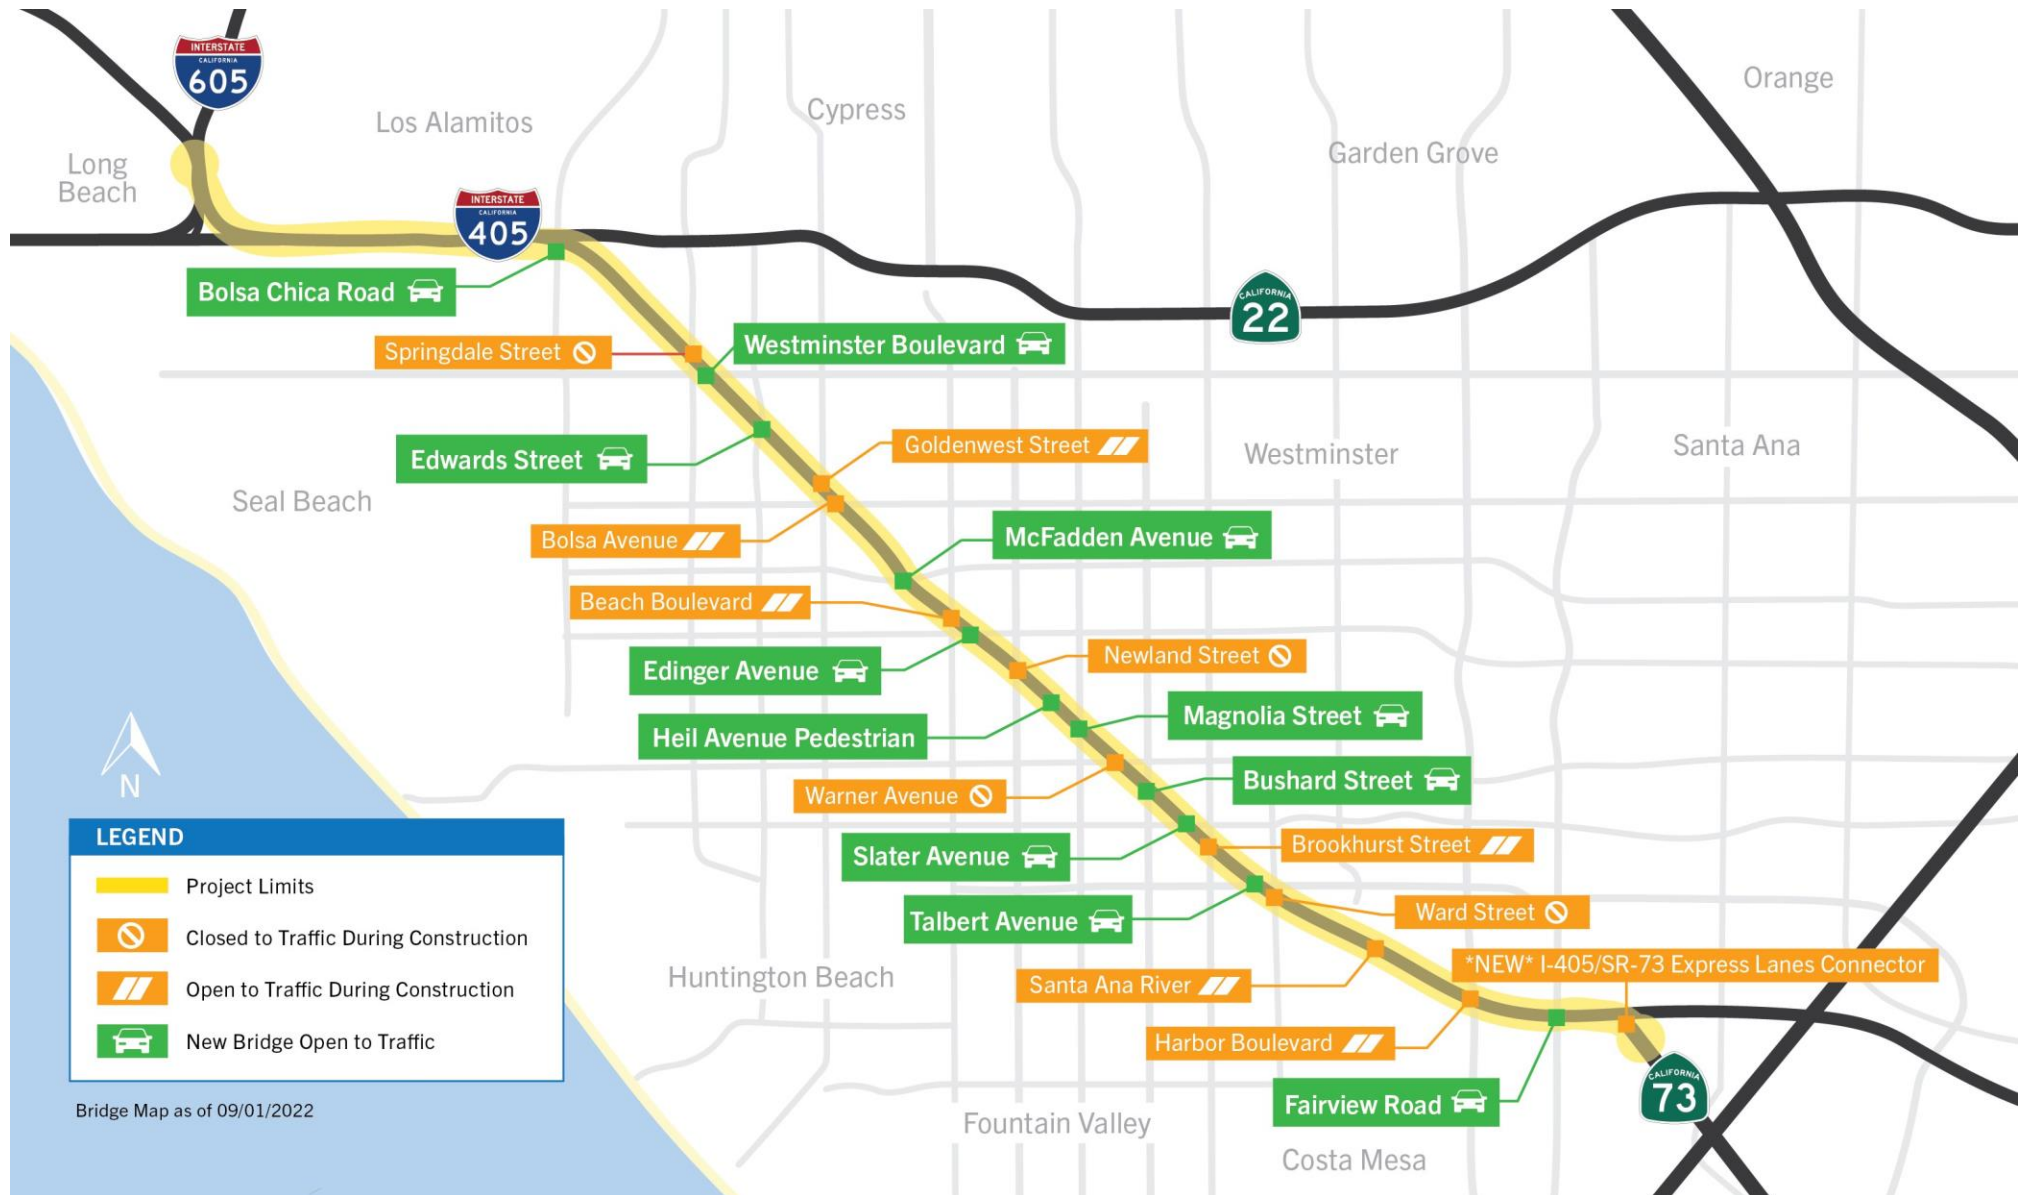 INTERSTATE
CALIFORNIA
605
Orange
Los Alamitos
Cypress
Garden Grove
Long
Beach
INTERSTATE
CALIFORNIA
405
Bolsa Chica Road
CALIFORNIA
22
Springdale Street
Westminster Boulevard
Edwards Street
Goldenwest Street
Westminster
Santa Ana
Seal Beach
Bolsa Avenue
McFadden Avenue
Beach Boulevard
Edinger Avenue
Newland Street
Heil Avenue Pedestrian
Magnolia Street
Warner Avenue
Bushard Street
Slater Avenue
Brookhurst Street
Talbert Avenue
Ward Street
Huntington Beach
Santa Ana River
*NEW* I-405/SR-73 Express Lanes Connector
Harbor Boulevard
Fairview Road
CALIFORNIA
73
Fountain Valley
Costa Mesa
N
LEGEND
Project Limits
Closed to Traffic During Construction
Open to Traffic During Construction
New Bridge Open to Traffic
Bridge Map as of 09/01/2022